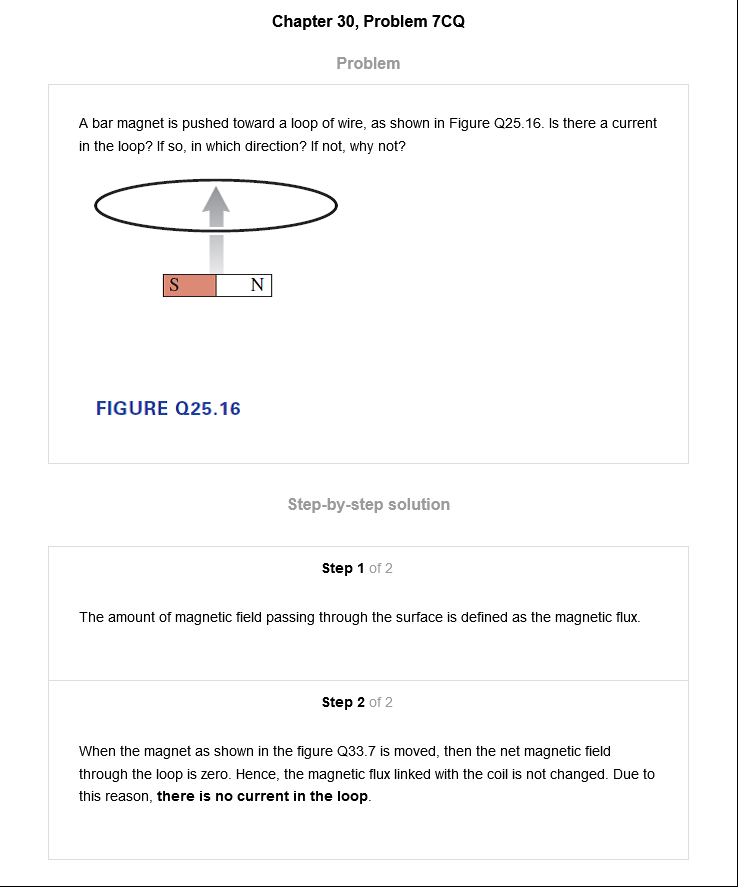 Chapter 30, Problem 7CQ
Problem
A bar magnet is pushed toward a loop of wire, as shown in Figure Q25.16. Is there a current
in the loop? If so, in which direction? If not, why not?
S N
FIGURE Q25.16
Step-by-step solution
Step 1 of 2
The amount of magnetic field passing through the surface is defined as the magnetic flux.
Step 2 of 2
When the magnet as shown in the figure Q33.7 is moved, then the net magnetic field
through the loop is zero. Hence, the magnetic flux linked with the coil is not changed. Due to
this reason, there is no current in the loop.